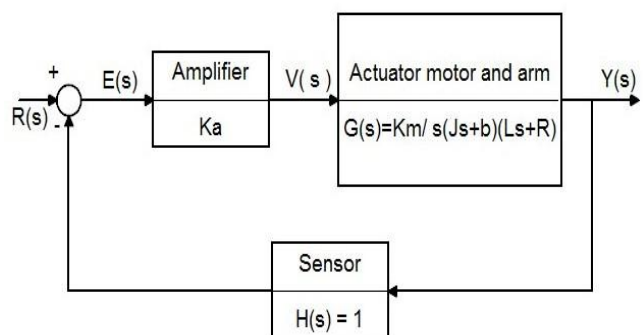 +
E(s)
R(s)
-
Amplifier
Ka
V( s )
Actuator motor and arm
G(s)=Km/ s(Js+b)(Ls+R)
Y(s)
Sensor
H(s) = 1